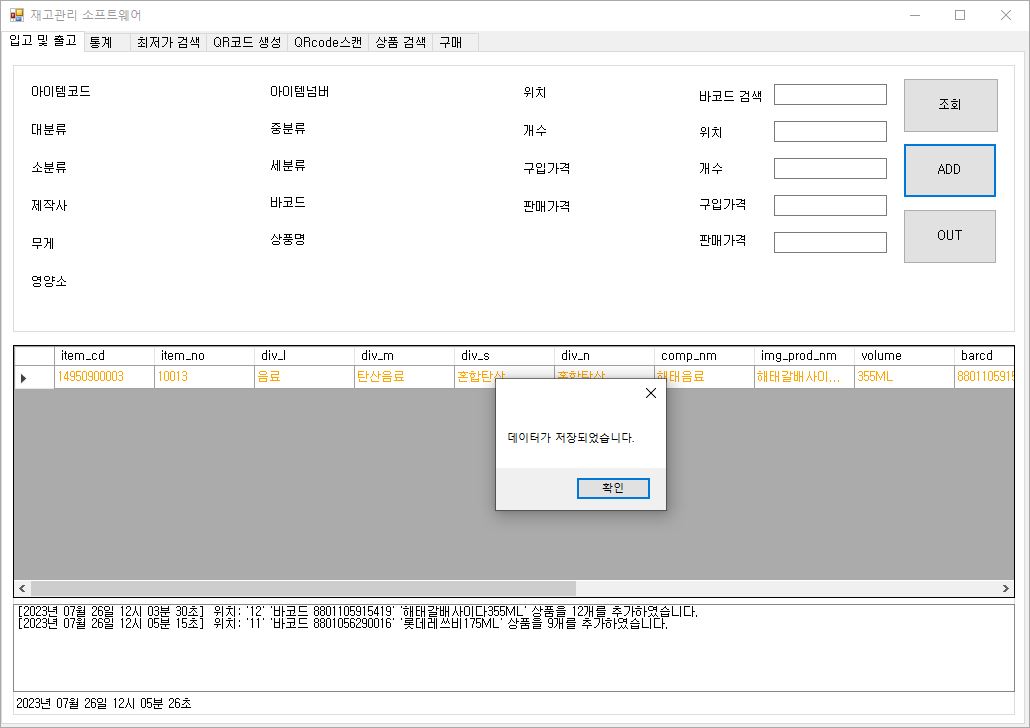 재고관리 소프트웨어
입고 및 출고 통계 최저가 검색 QR코드 생성 QRcode스캔 상품 검색 구매
아이템코드 아이템넘버 위치 바코드 검색 조회
대분류 중분류 개수 위치
소분류 세분류 구입가격 개수 ADD
제작사 바코드 판매가격 구입가격
무게 상품명 판매가격 OUT
영양소
item_cd item_no div_l div_m div_s div_n comp_nm img_prod_nm volume barcd
14950900003 10013 음료 탄산음료 혼합탄산 혼합탄산 해태음료 해태갈배사이... 355ML 880110591
데이터가 저장되었습니다.
확인
[2023년 07월 26일 12시 03분 30초] 위치: '12' '바코드 8801105915419' '해태갈배사이다355ML' 상품을 12개를 추가하였습니다.
[2023년 07월 26일 12시 05분 15초] 위치: '11' '바코드 8801056290016' '롯데레쓰비175ML' 상품을 9개를 추가하였습니다.
2023년 07월 26일 12시 05분 26초